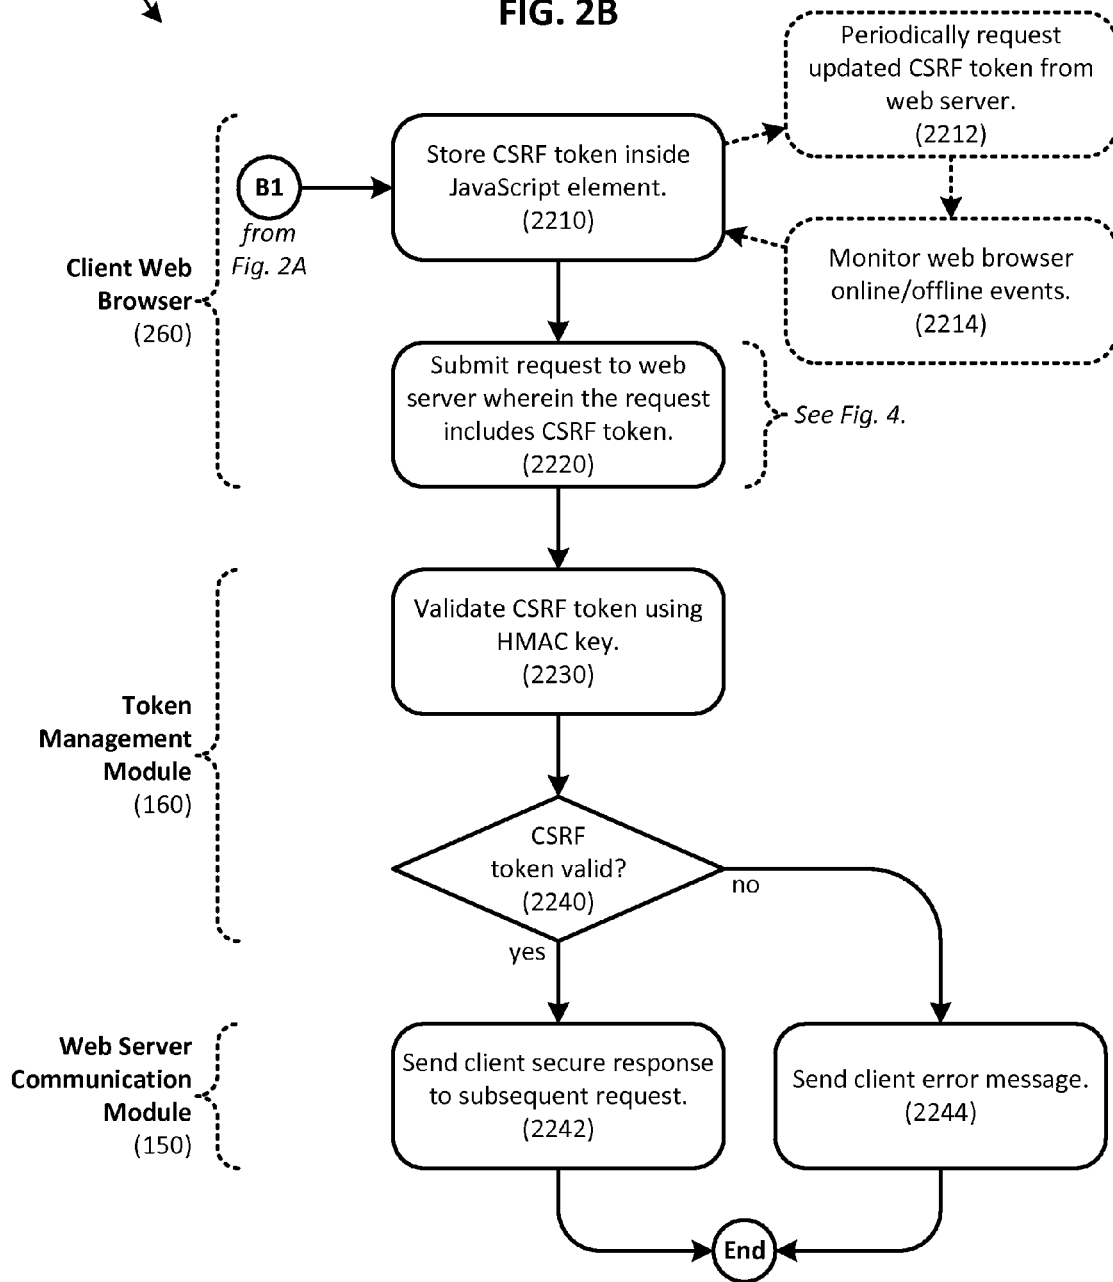 FIG. 2B
Periodically request
updated CSRF token from
web server.
(2212)
Store CSRF token inside
JavaScript element.
(2210)
B1
from
Fig. 2A
Monitor web browser
online/offline events.
(2214)
Client Web
Browser
(260)
Submit request to web
server wherein the request
includes CSRF token.
(2220)
See Fig. 4.
Validate CSRF token using
HMAC key.
(2230)
Token
Management
Module
(160)
CSRF
token valid?
(2240)
no
yes
Web Server
Communication
Module
(150)
Send client secure response
to subsequent request.
(2242)
Send client error message.
(2244)
End